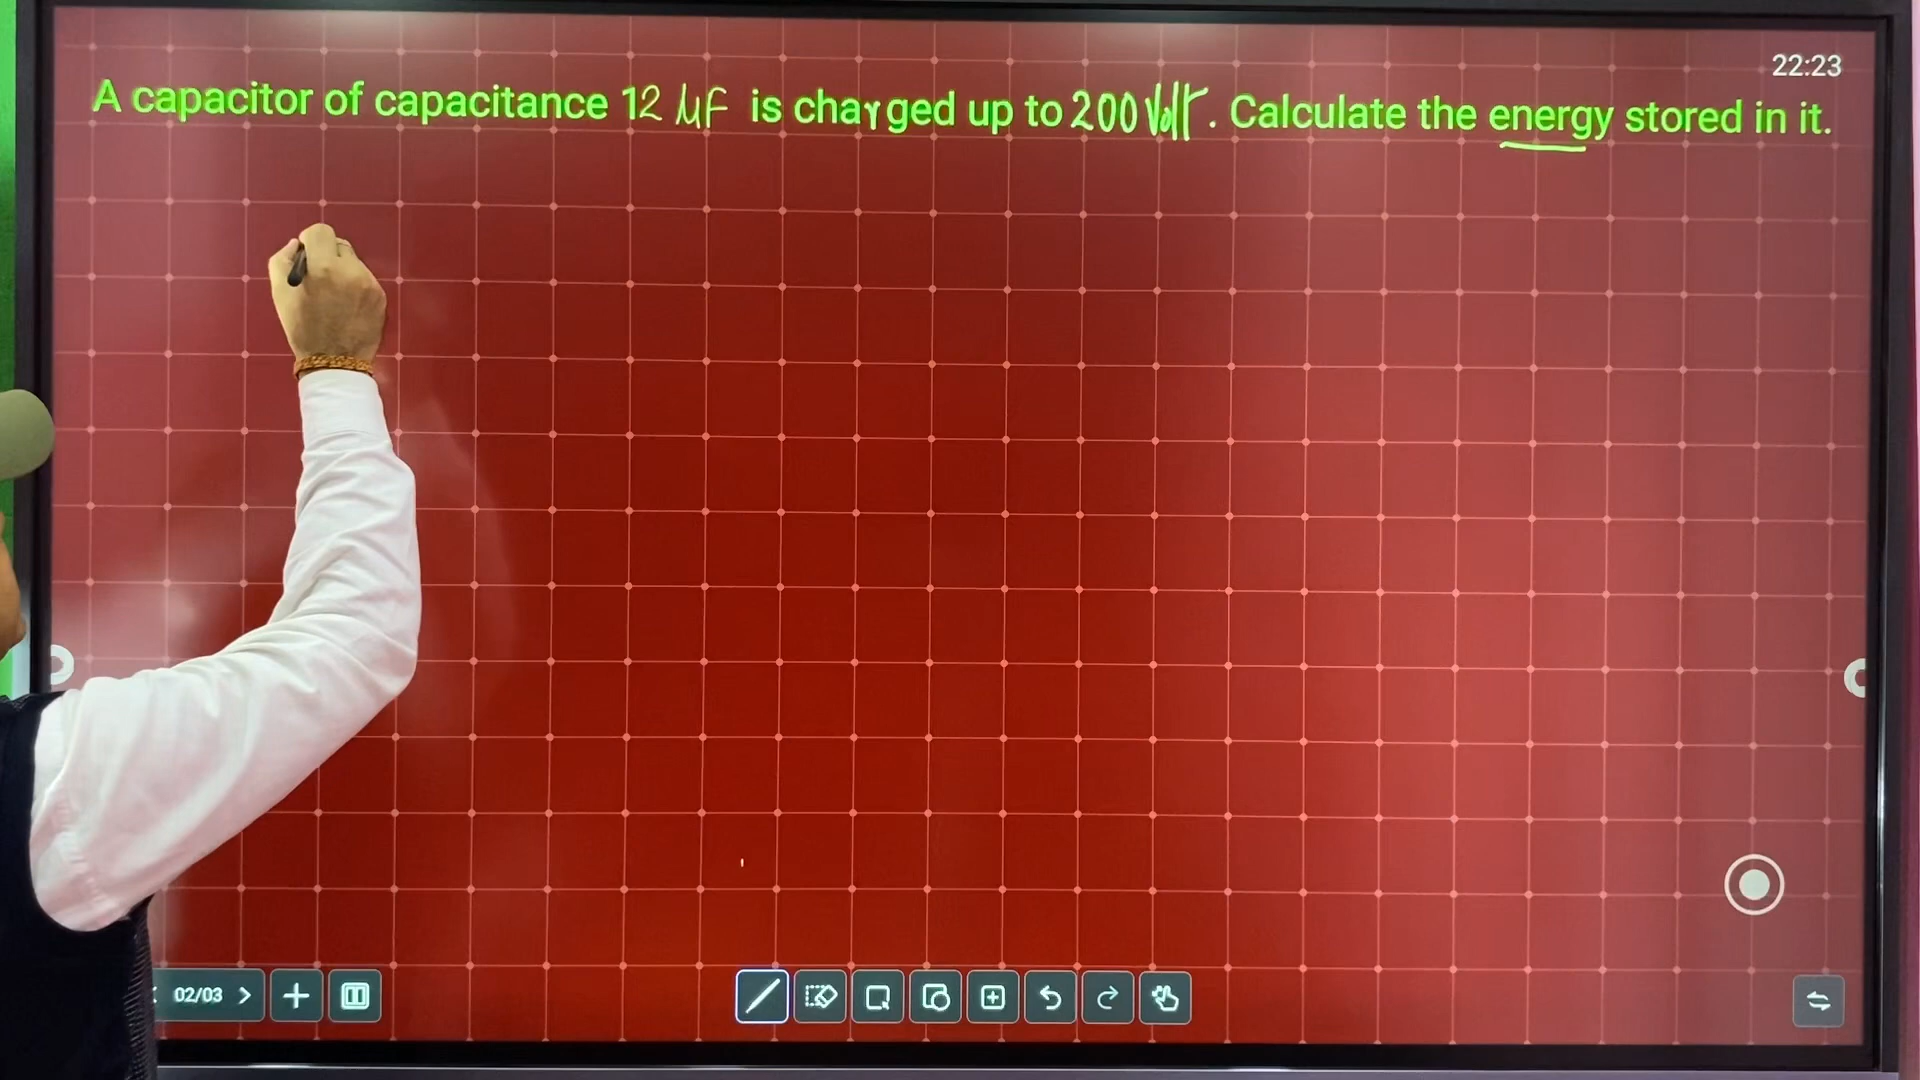 22:23
A capacitor of capacitance 12 μF is charged up to 200 Volt. Calculate the energy stored in it.
02/03